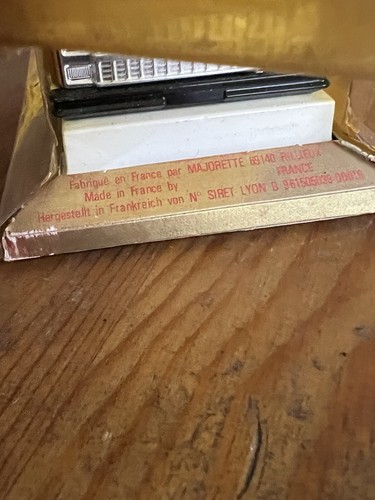 Fabriqué en France par MAJORETTE 69140 RILLIEUX
Made in France by FRANCE
Hergestellt in Frankreich von N° SIRET LYON D